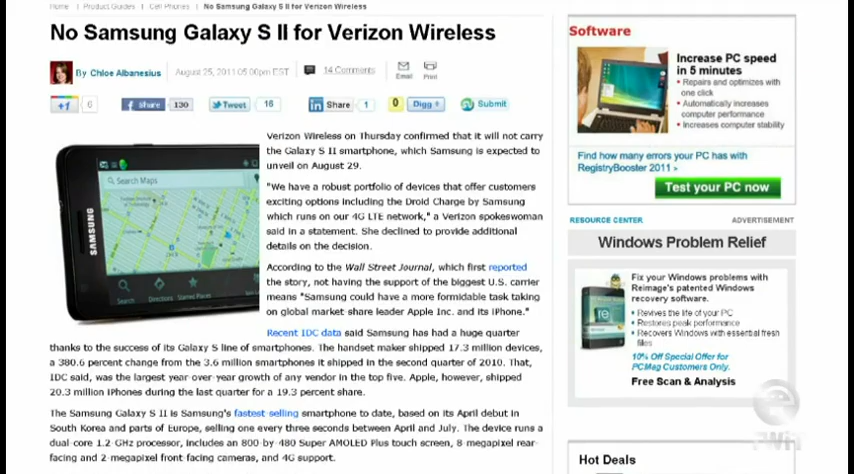 Home › Product Guides › Cell Phones › No Samsung Galaxy S II for Verizon Wireless
No Samsung Galaxy S II for Verizon Wireless
By Chloe Albanesius August 25, 2011 05:00pm EST 14 Comments Email Print
+1 6 Share 130 Tweet 16 Share 1 0 Digg Submit
Verizon Wireless on Thursday confirmed that it will not carry
the Galaxy S II smartphone, which Samsung is expected to
unveil on August 29.
"We have a robust portfolio of devices that offer customers
exciting options including the Droid Charge by Samsung
which runs on our 4G LTE network," a Verizon spokeswoman
said in a statement. She declined to provide additional
details on the decision.
According to the Wall Street Journal, which first reported
the story, not having the support of the biggest U.S. carrier
means "Samsung could have a more formidable task taking
on global market-share leader Apple Inc. and its iPhone."
Recent IDC data said Samsung has had a huge quarter
thanks to the success of its Galaxy S line of smartphones. The handset maker shipped 17.3 million devices,
a 380.6 percent change from the 3.6 million smartphones it shipped in the second quarter of 2010. That,
IDC said, was the largest year-over-year growth of any vendor in the top five. Apple, however, shipped
20.3 million iPhones during the last quarter for a 19.3 percent share.
The Samsung Galaxy S II is Samsung's fastest-selling smartphone to date, based on its April debut in
South Korea and parts of Europe, selling one every three seconds between April and July. The device runs a
dual-core 1.2-GHz processor, includes an 800-by-480 Super AMOLED Plus touch screen, 8-megapixel rear-
facing and 2-megapixel front-facing cameras, and 4G support.
SAMSUNG
Search Maps
Search Directions Starred Places
Software
Increase PC speed
in 5 minutes
• Repairs and optimizes with
one click
• Automatically increases
computer performance
• Increases computer stability
Find how many errors your PC has with
RegistryBooster 2011 >
Test your PC now
RESOURCE CENTER ADVERTISEMENT
Windows Problem Relief
Fix your Windows problems with
Reimage's patented Windows
recovery software.
• Revives the life of your PC
• Restores peak performance
• Recovers Windows with essential fresh
files
10% Off Special Offer for
PCMag Customers Only.
Free Scan & Analysis
re
TWiT
Hot Deals